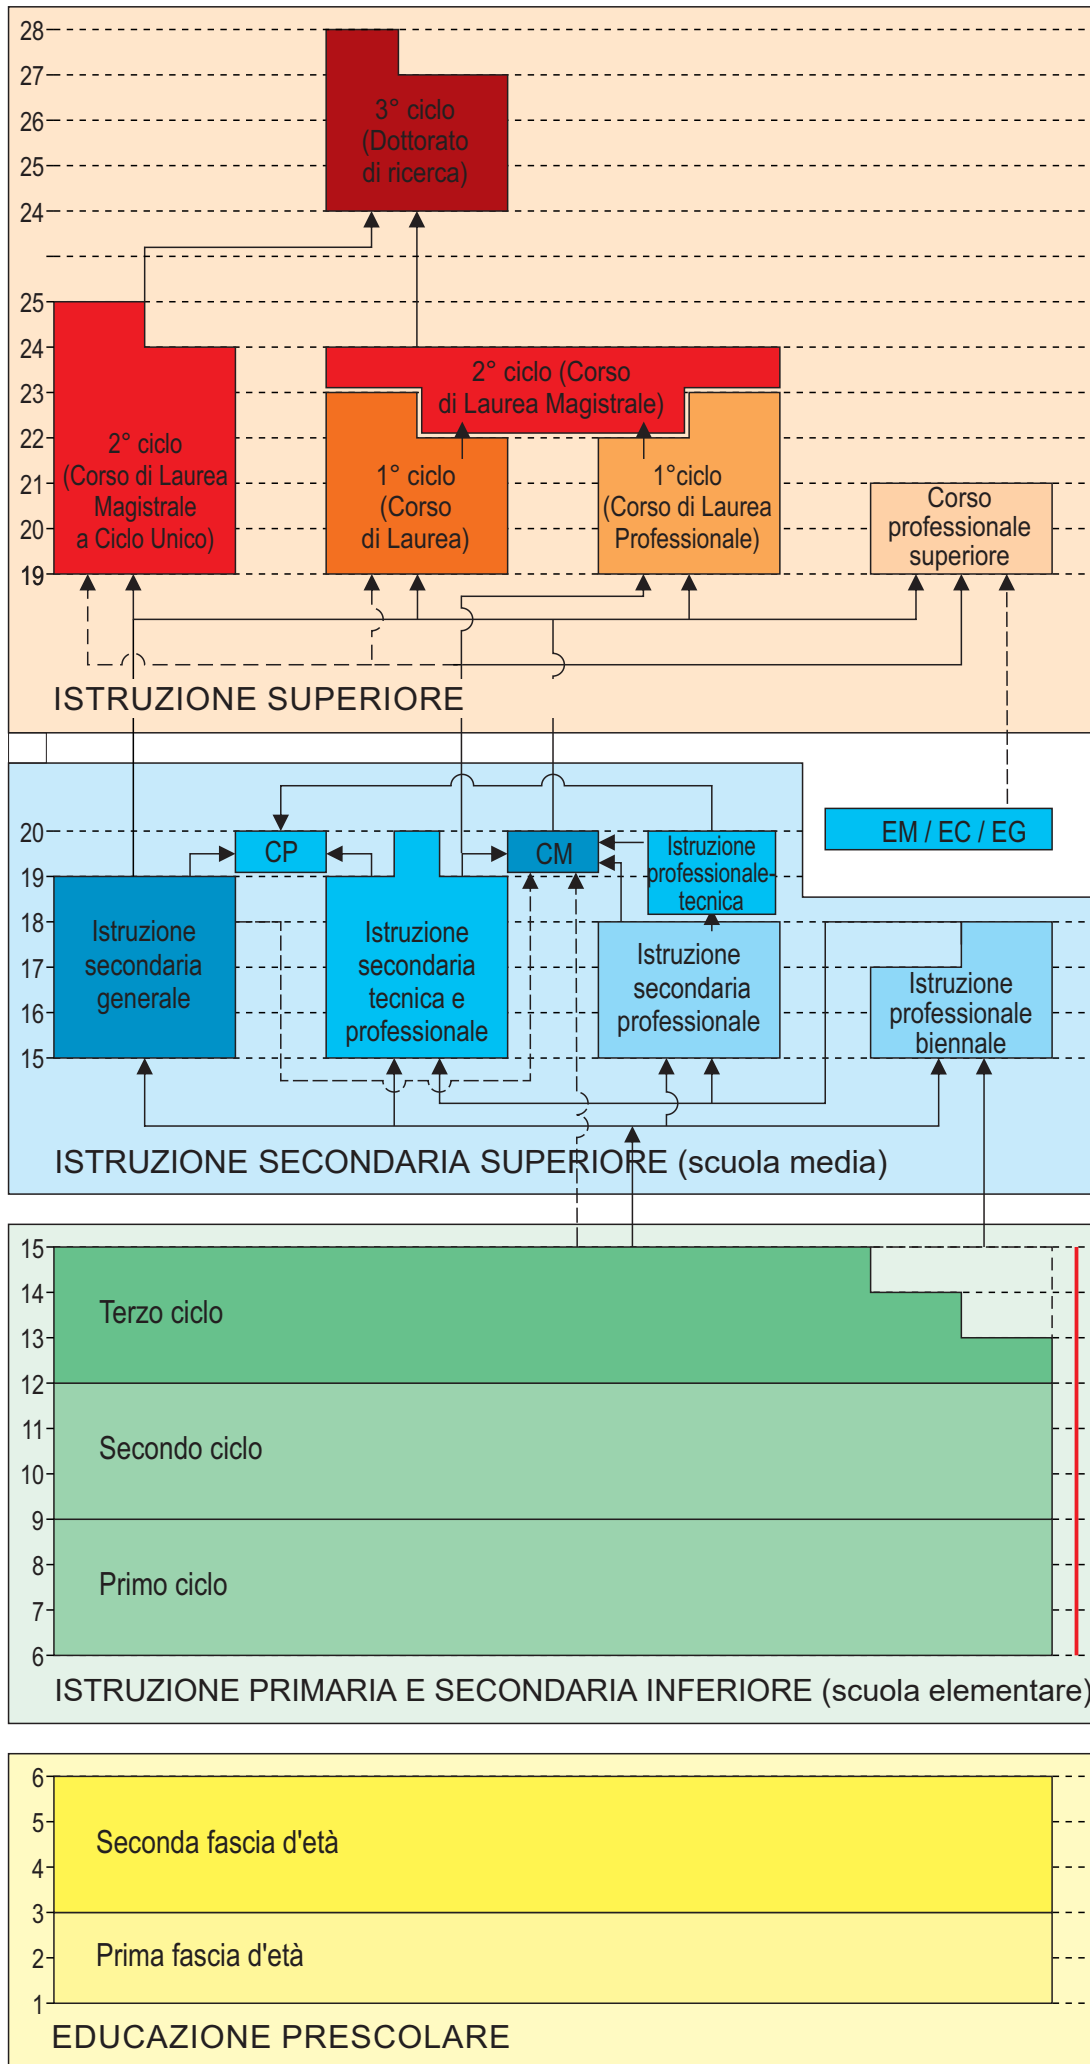 28
27
26
25
24
3° ciclo
(Dottorato
di ricerca)
25
24
23
22
21
20
19
2° ciclo
(Corso di Laurea
Magistrale
a Ciclo Unico)
2° ciclo (Corso
di Laurea Magistrale)
1° ciclo
(Corso
di Laurea)
1°ciclo
(Corso di Laurea
Professionale)
Corso
professionale
superiore
ISTRUZIONE SUPERIORE
20
19
18
17
16
15
CP
CM
Istruzione
professionale-
tecnica
EM / EC / EG
Istruzione
secondaria
generale
Istruzione
secondaria
tecnica e
professionale
Istruzione
secondaria
professionale
Istruzione
professionale
biennale
ISTRUZIONE SECONDARIA SUPERIORE (scuola media)
15
14
13
12
11
10
9
8
7
6
Terzo ciclo
Secondo ciclo
Primo ciclo
ISTRUZIONE PRIMARIA E SECONDARIA INFERIORE (scuola elementare)
6
5
4
3
2
1
Seconda fascia d'età
Prima fascia d'età
EDUCAZIONE PRESCOLARE